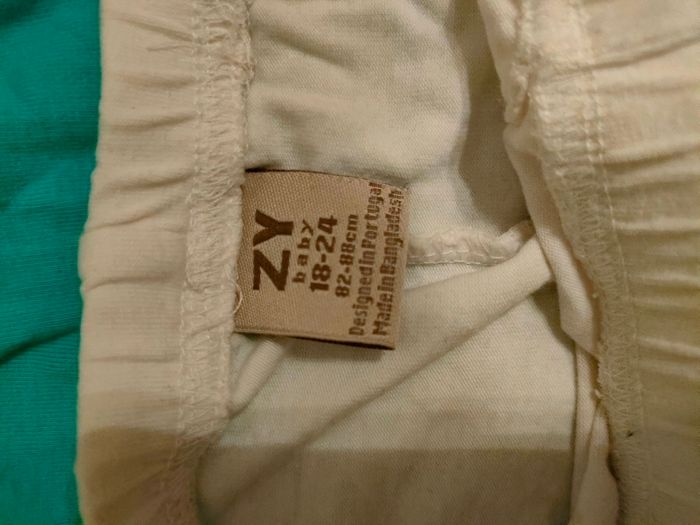 ZY
baby
18-24
82-88cm
Designed in Portugal
Made in Bangladesh